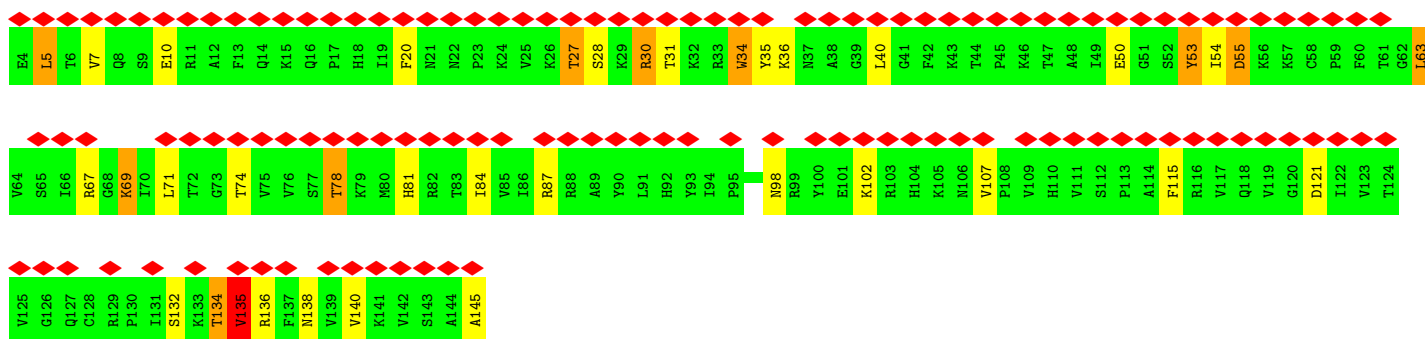 E4 L5 T6 V7 Q8 S9 E10 R11 A12 F13 Q14 K15 Q16 P17 H18 I19 F20 N21 N22 P23 K24 V25 K26 T27 S28 K29 R30 T31 K32 R33 W34 Y35 K36 N37 A38 G39 L40 G41 F42 K43 T44 P45 K46 T47 A48 I49 E50 G51 S52 Y53 I54 D55 K56 K57 C58 P59 F60 T61 G62 L63
V64 S65 I66 R67 G68 K69 I70 L71 T72 G73 T74 V75 V76 S77 T78 K79 M80 H81 R82 T83 I84 V85 I86 R87 R88 A89 Y90 L91 H92 Y93 I94 P95 N98 R99 Y100 E101 K102 R103 H104 K105 N106 V107 P108 V109 H110 V111 S112 P113 A114 F115 R116 V117 Q118 V119 G120 D121 I122 V123 T124
V125 G126 Q127 C128 R129 P130 I131 S132 K133 T134 V135 R136 F137 N138 V139 V140 K141 V142 S143 A144 A145